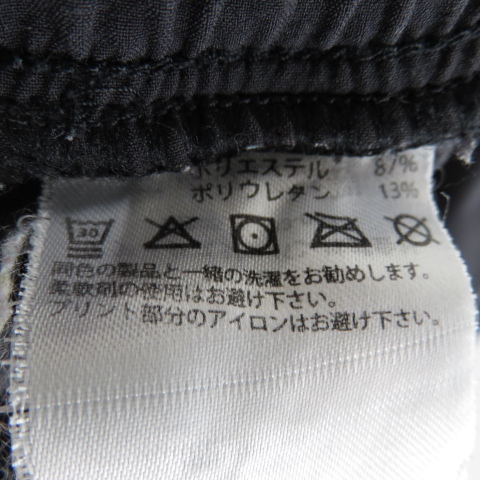 ポリエステル 87%
ポリウレタン 13%
30
同色の製品と一緒の洗濯をお勧めします。
柔軟剤の使用はお避け下さい。
プリント部分のアイロンはお避け下さい。